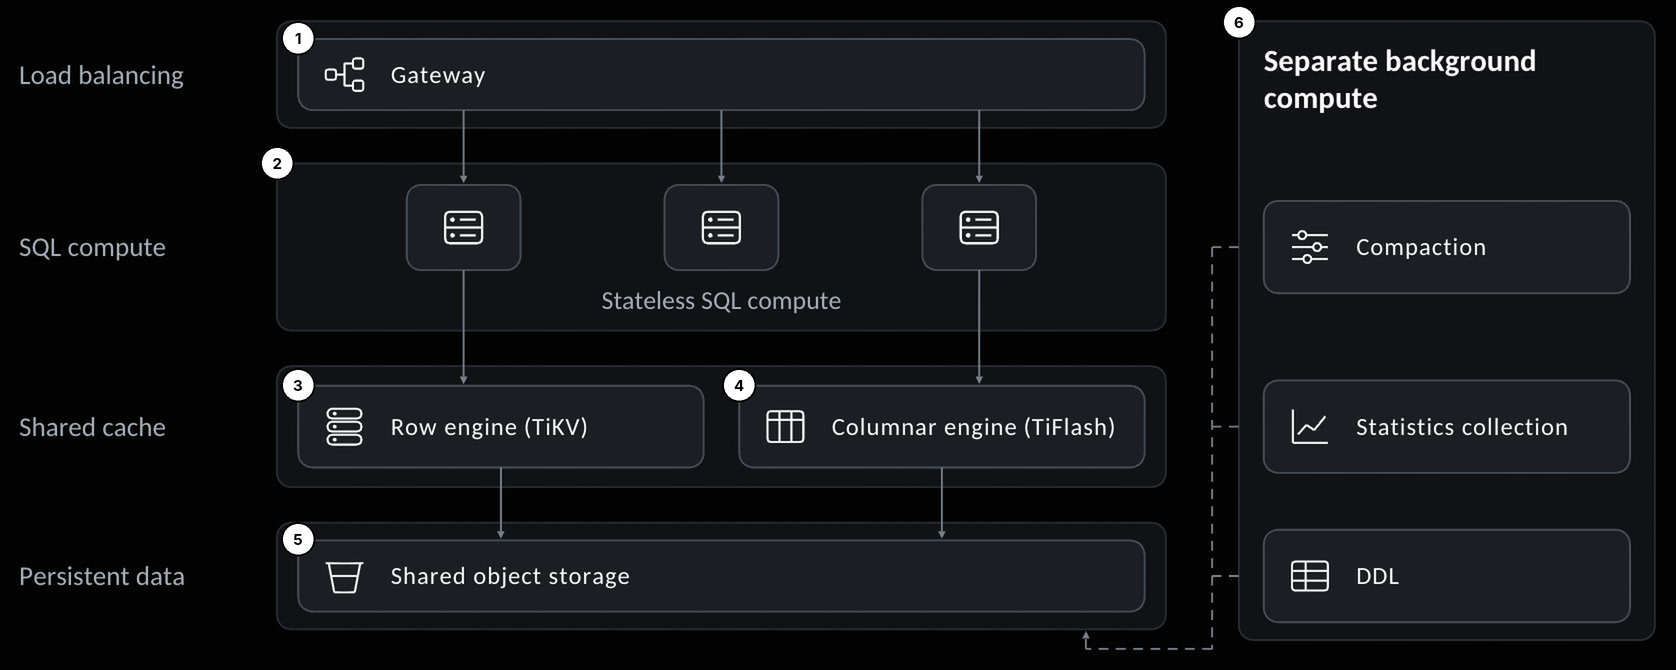 1
Load balancing
Gateway
2
SQL compute
Stateless SQL compute
Shared cache
3
Row engine (TiKV)
4
Columnar engine (TiFlash)
Persistent data
5
Shared object storage
6
Separate background
compute
Compaction
Statistics collection
DDL